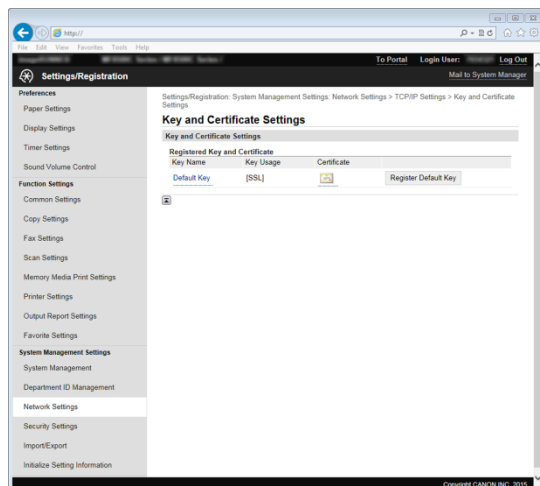 http://
File Edit View Favorites Tools Help
To Portal Login User: Log Out
Settings/Registration
Mail to System Manager
Preferences
Paper Settings
Display Settings
Timer Settings
Sound Volume Control
Function Settings
Common Settings
Copy Settings
Fax Settings
Scan Settings
Memory Media Print Settings
Printer Settings
Output Report Settings
Favorite Settings
System Management Settings
System Management
Department ID Management
Network Settings
Security Settings
Import/Export
Initialize Setting Information
Settings/Registration: System Management Settings: Network Settings > TCP/IP Settings > Key and Certificate
Settings
Key and Certificate Settings
Key and Certificate Settings
Registered Key and Certificate
Key Name Key Usage Certificate
Default Key [SSL] Register Default Key
Copyright CANON INC. 2015